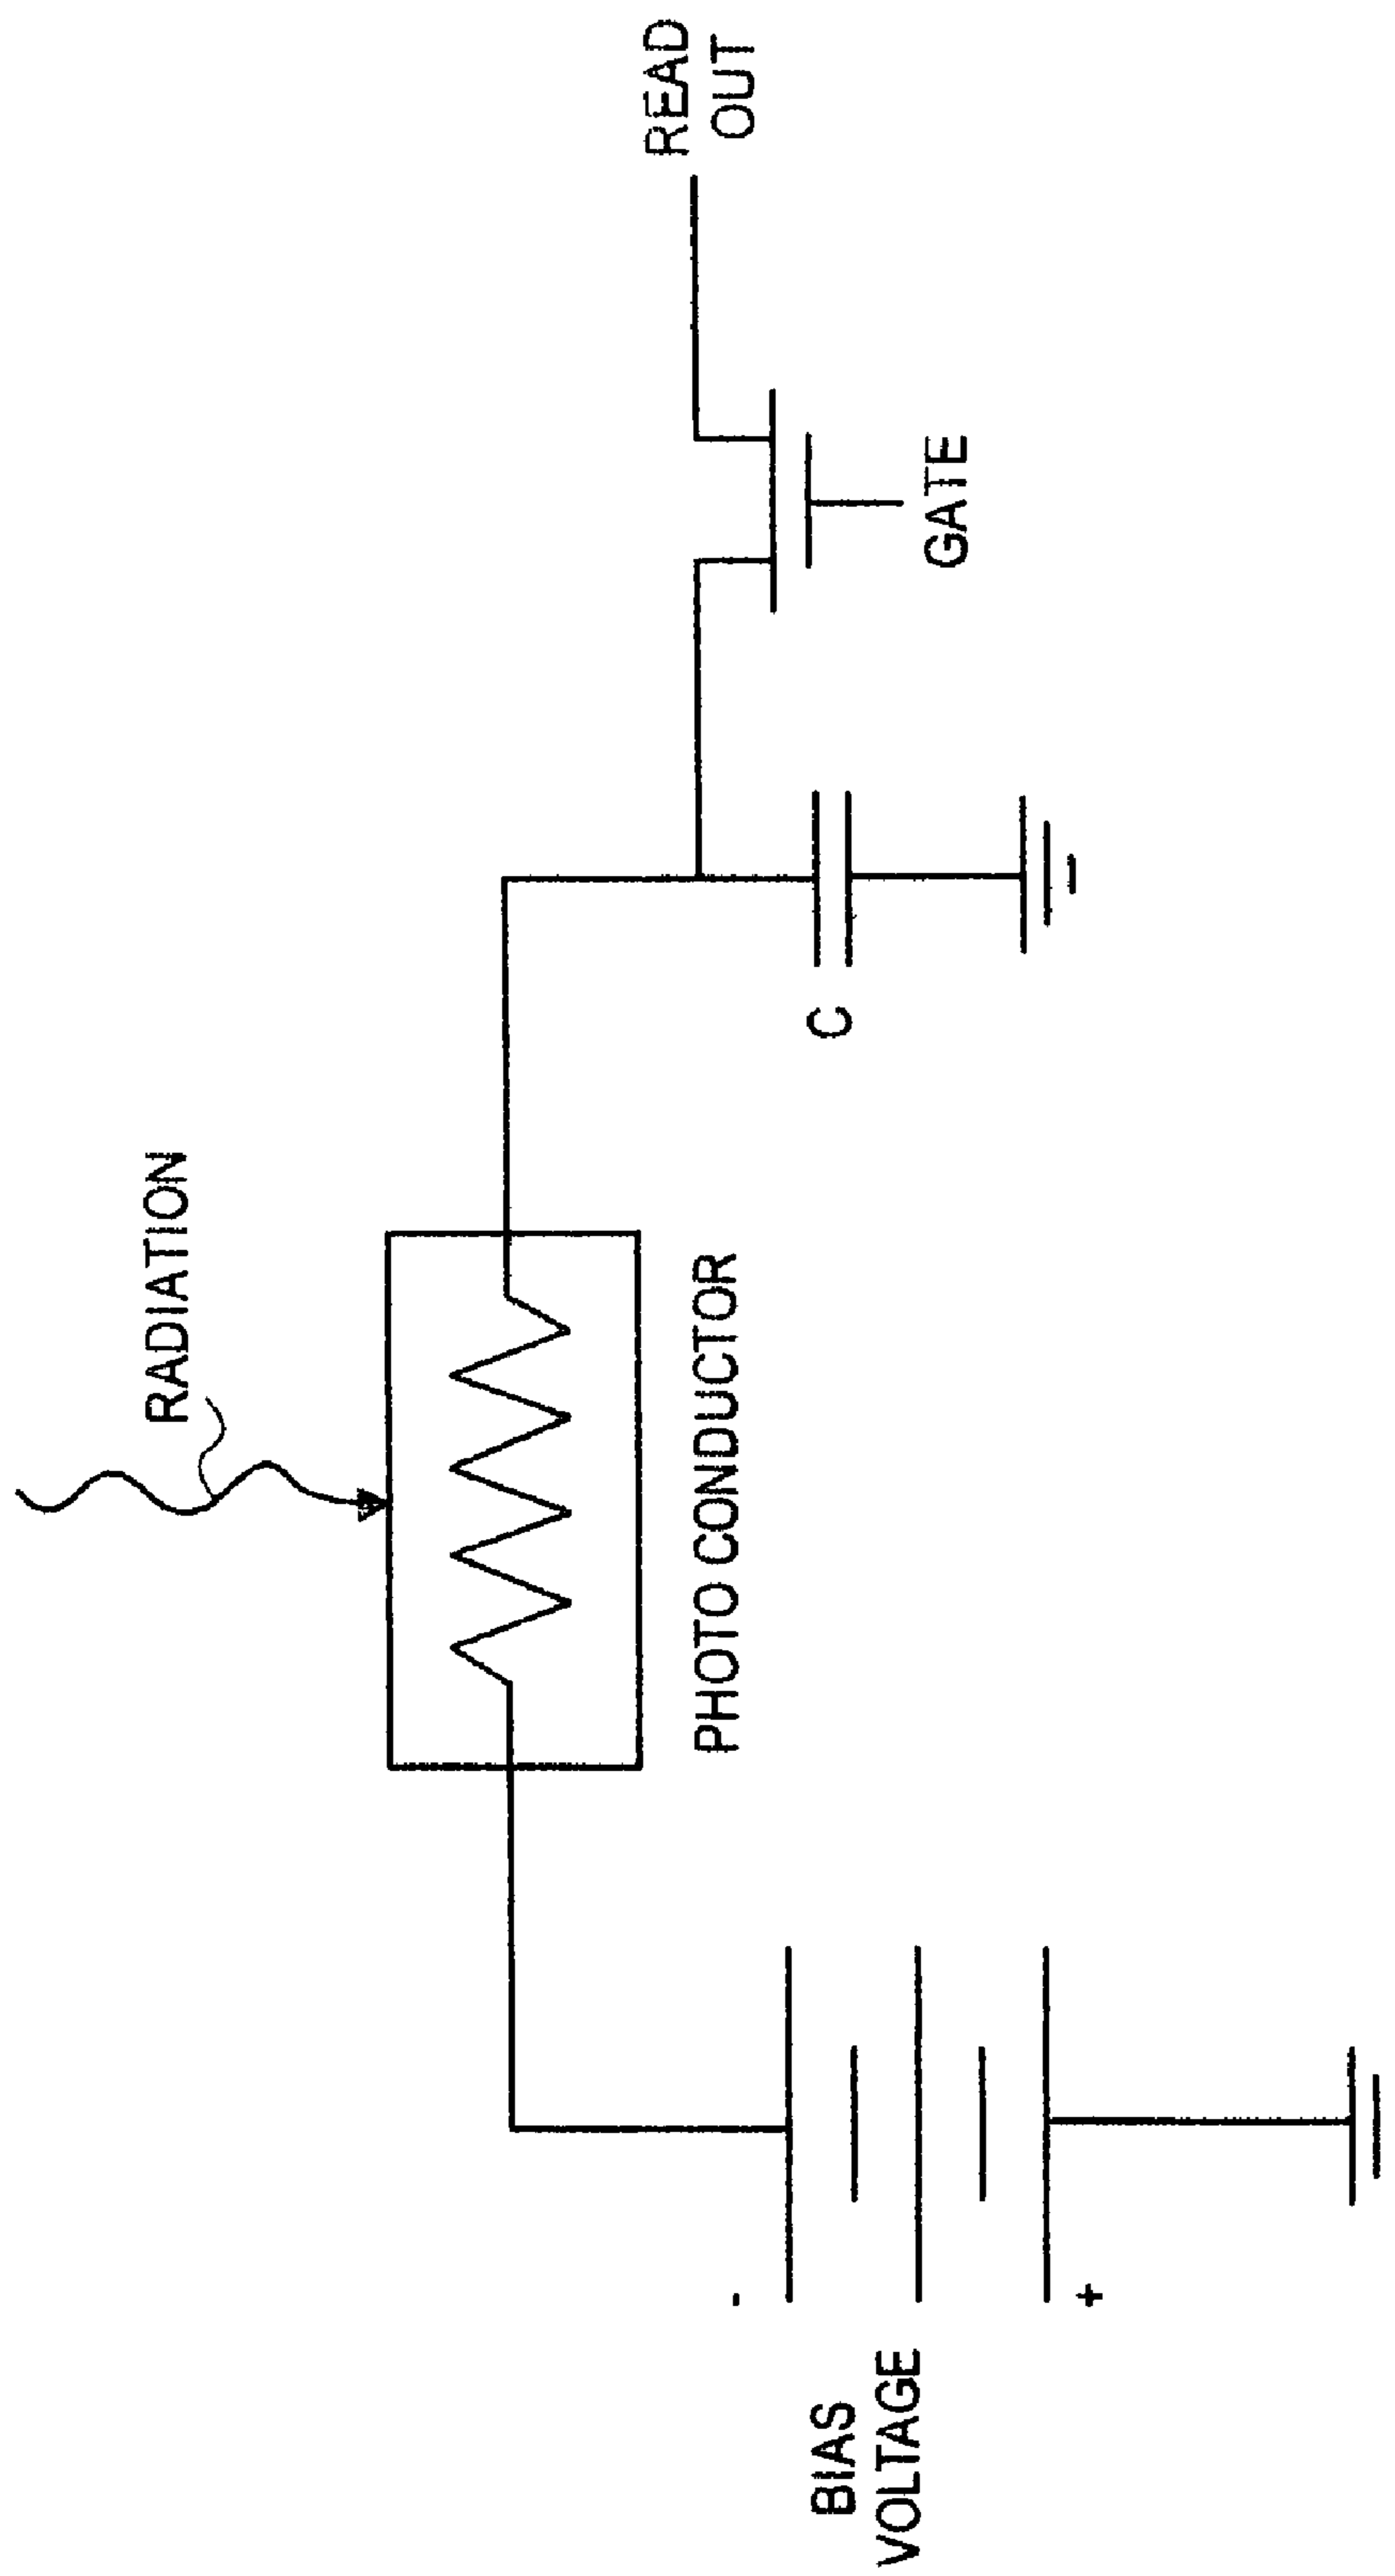 RADIATION
PHOTO CONDUCTOR
BIAS
VOLTAGE
-
+
C
GATE
READ
OUT